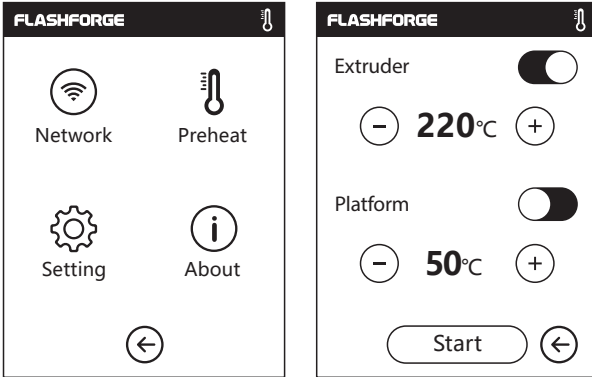 FLASHFORGE
Network Preheat
Setting About
FLASHFORGE
Extruder
220℃
Platform
50℃
Start